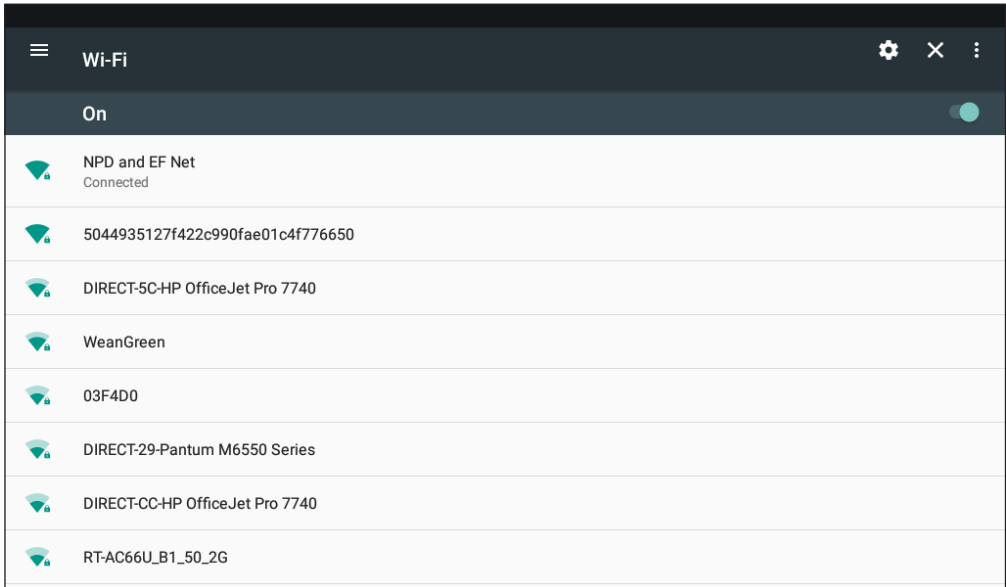 Wi-Fi
On
NPD and EF Net
Connected
5044935127f422c990fae01c4f776650
DIRECT-5C-HP OfficeJet Pro 7740
WeanGreen
03F4D0
DIRECT-29-Pantum M6550 Series
DIRECT-CC-HP OfficeJet Pro 7740
RT-AC66U_B1_50_2G